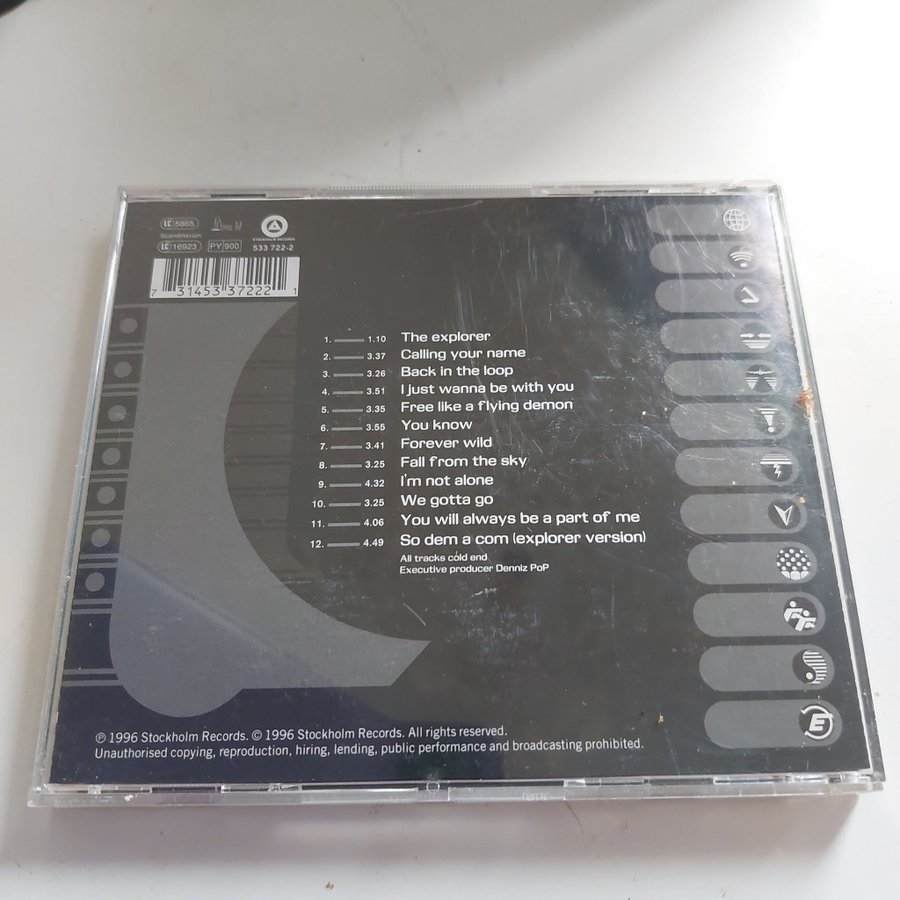 LC 5865
Scandinavian
STOCKHOLM RECORDS
LC 16923 PY 900 533 722-2
7 31453 37222 1
1. 1.10 The explorer
2. 3.37 Calling your name
3. 3.26 Back in the loop
4. 3.51 I just wanna be with you
5. 3.35 Free like a flying demon
6. 3.55 You know
7. 3.41 Forever wild
8. 3.25 Fall from the sky
9. 4.32 I'm not alone
10. 3.25 We gotta go
11. 4.06 You will always be a part of me
12. 4.49 So dem a com (explorer version)
All tracks cold end
Executive producer Denniz PoP
E
℗ 1996 Stockholm Records. © 1996 Stockholm Records. All rights reserved.
Unauthorised copying, reproduction, hiring, lending, public performance and broadcasting prohibited.